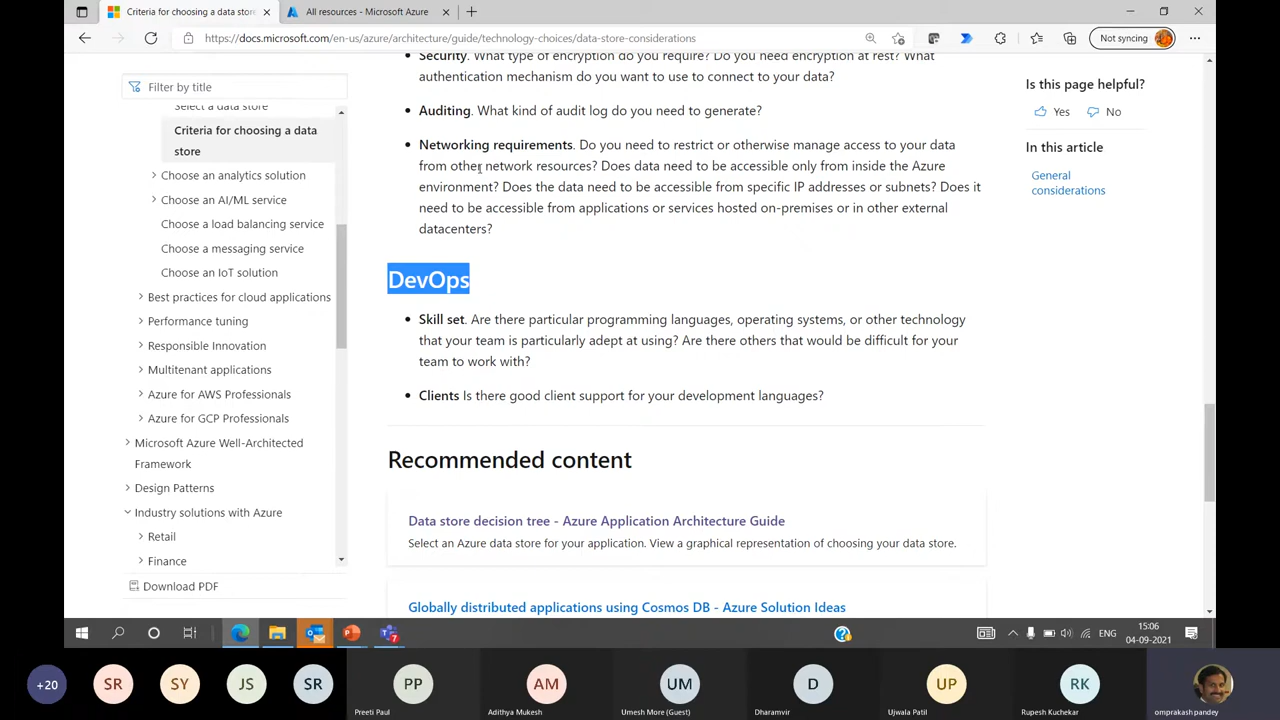 Criteria for choosing a data store
All resources - Microsoft Azure
https://docs.microsoft.com/en-us/azure/architecture/guide/technology-choices/data-store-considerations
Not syncing
Filter by title
Select a data store
Criteria for choosing a data
store
Choose an analytics solution
Choose an AI/ML service
Choose a load balancing service
Choose a messaging service
Choose an IoT solution
Best practices for cloud applications
Performance tuning
Responsible Innovation
Multitenant applications
Azure for AWS Professionals
Azure for GCP Professionals
Microsoft Azure Well-Architected
Framework
Design Patterns
Industry solutions with Azure
Retail
Finance
Download PDF
Security. What type of encryption do you require? Do you need encryption at rest? What
authentication mechanism do you want to use to connect to your data?
Auditing. What kind of audit log do you need to generate?
Networking requirements. Do you need to restrict or otherwise manage access to your data
from other network resources? Does data need to be accessible only from inside the Azure
environment? Does the data need to be accessible from specific IP addresses or subnets? Does it
need to be accessible from applications or services hosted on-premises or in other external
datacenters?
DevOps
Skill set. Are there particular programming languages, operating systems, or other technology
that your team is particularly adept at using? Are there others that would be difficult for your
team to work with?
Clients Is there good client support for your development languages?
Recommended content
Data store decision tree - Azure Application Architecture Guide
Select an Azure data store for your application. View a graphical representation of choosing your data store.
Globally distributed applications using Cosmos DB - Azure Solution Ideas
Is this page helpful?
Yes No
In this article
General
considerations
7
ENG
15:06
04-09-2021
+20
SR
SY
JS
SR
PP
AM
UM
D
UP
RK
Preeti Paul
Adithya Mukesh
Umesh More (Guest)
Dharamvir
Ujwala Patil
Rupesh Kuchekar
omprakash pandey